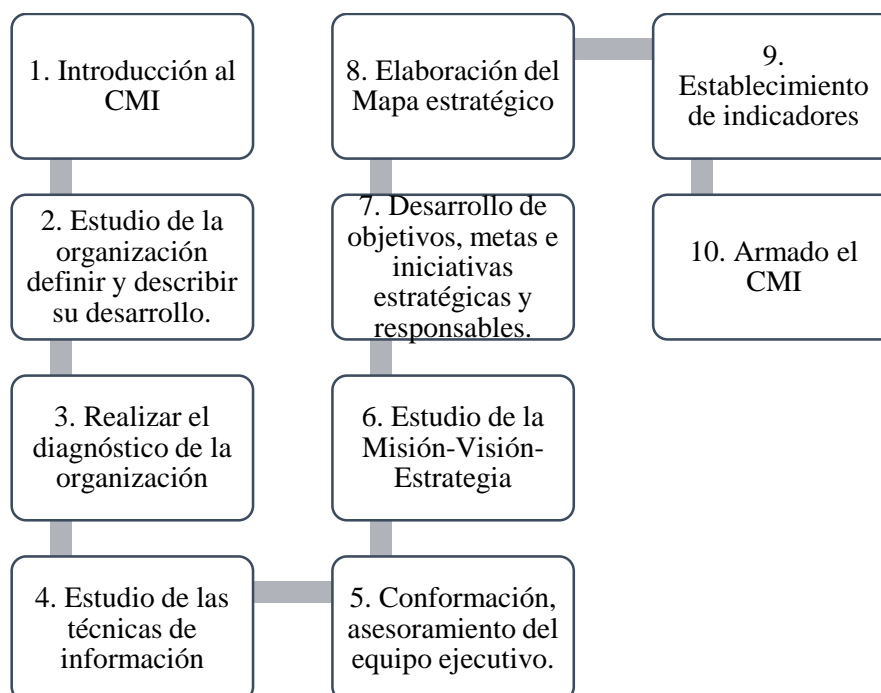 1. Introducción al
CMI
2. Estudio de la
organización
definir y describir
su desarrollo.
3. Realizar el
diagnóstico de la
organización
4. Estudio de las
técnicas de
información
5. Conformación,
asesoramiento del
equipo ejecutivo.
6. Estudio de la
Misión-Visión-
Estrategia
7. Desarrollo de
objetivos, metas e
iniciativas
estratégicas y
responsables.
8. Elaboración del
Mapa estratégico
9.
Establecimiento
de indicadores
10. Armado el
CMI